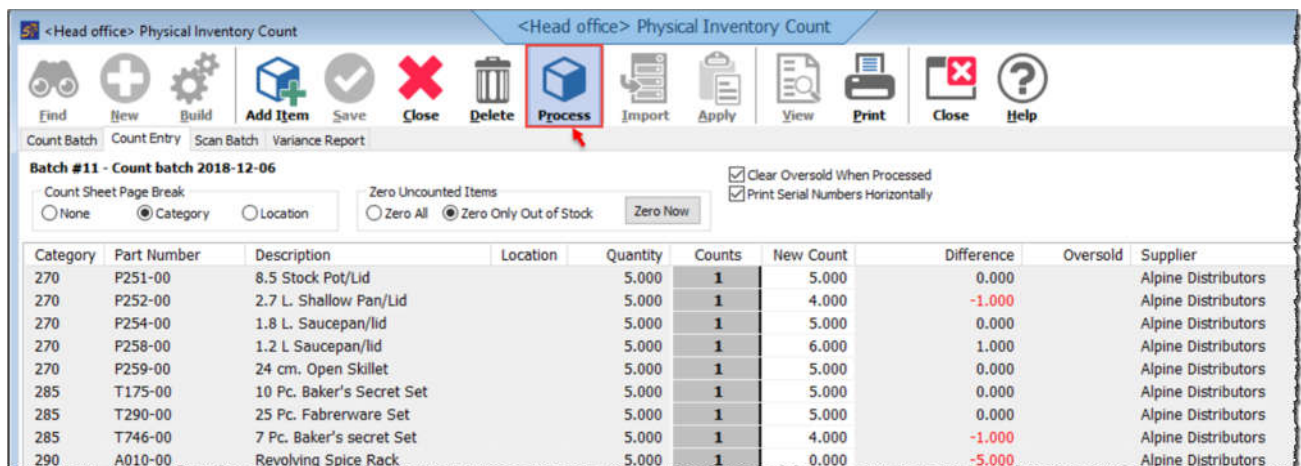 <Head office> Physical Inventory Count
<Head office> Physical Inventory Count
Find New Build Add Item Save Close Delete Process Import Apply View Print Close Help
Count Batch Count Entry Scan Batch Variance Report
Batch #11 - Count batch 2018-12-06
Clear Oversold When Processed
Count Sheet Page Break Zero Uncounted Items
Print Serial Numbers Horizontally
None Category Location Zero All Zero Only Out of Stock Zero Now
Category Part Number Description Location Quantity Counts New Count Difference Oversold Supplier
270 P251-00 8.5 Stock Pot/Lid 5.000 1 5.000 0.000 Alpine Distributors
270 P252-00 2.7 L. Shallow Pan/Lid 5.000 1 4.000 -1.000 Alpine Distributors
270 P254-00 1.8 L. Saucepan/lid 5.000 1 5.000 0.000 Alpine Distributors
270 P258-00 1.2 L Saucepan/lid 5.000 1 6.000 1.000 Alpine Distributors
270 P259-00 24 cm. Open Skillet 5.000 1 5.000 0.000 Alpine Distributors
285 T175-00 10 Pc. Baker's Secret Set 5.000 1 5.000 0.000 Alpine Distributors
285 T290-00 25 Pc. Fabrerware Set 5.000 1 5.000 0.000 Alpine Distributors
285 T746-00 7 Pc. Baker's secret Set 5.000 1 4.000 -1.000 Alpine Distributors
290 A010-00 Revolving Spice Rack 5.000 1 0.000 -5.000 Alpine Distributors